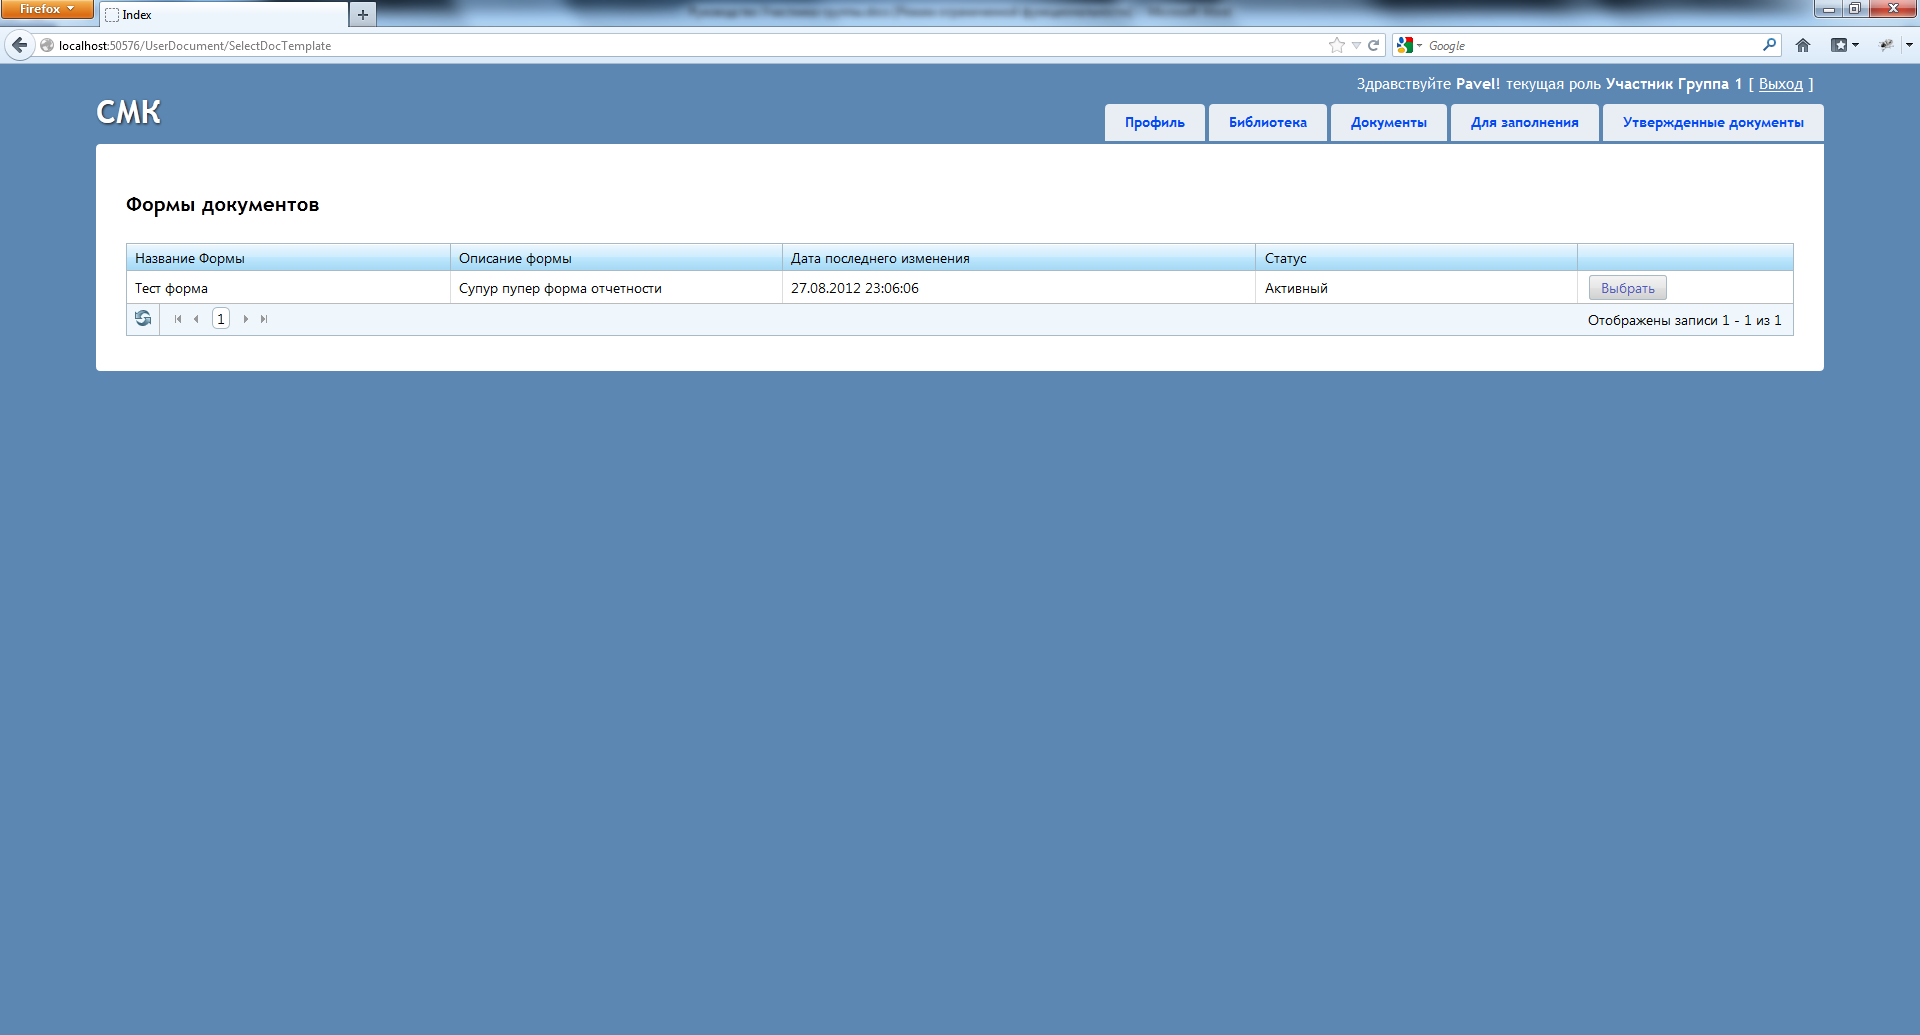 Firefox
Index
localhost:50576/UserDocument/SelectDocTemplate
Google
Здравствуйте Pavel! текущая роль Участник Группа 1 [ Выход ]
СМК
Профиль Библиотека Документы Для заполнения Утвержденные документы
Формы документов
Название Формы Описание формы Дата последнего изменения Статус
Тест форма Супур пупер форма отчетности 27.08.2012 23:06:06 Активный Выбрать
1 Отображены записи 1 - 1 из 1